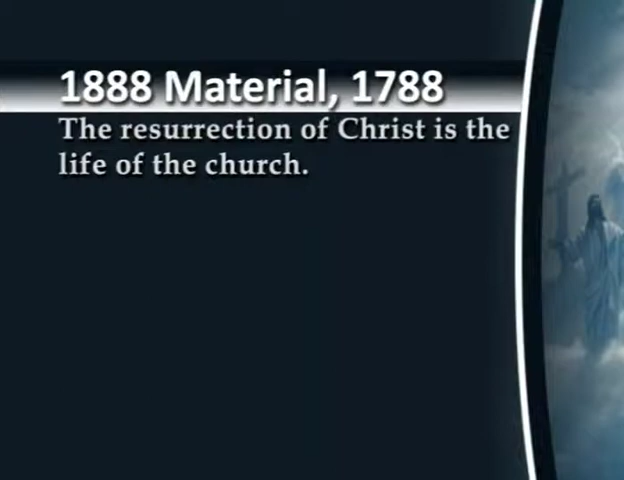 1888 Material, 1788
The resurrection of Christ is the
life of the church.